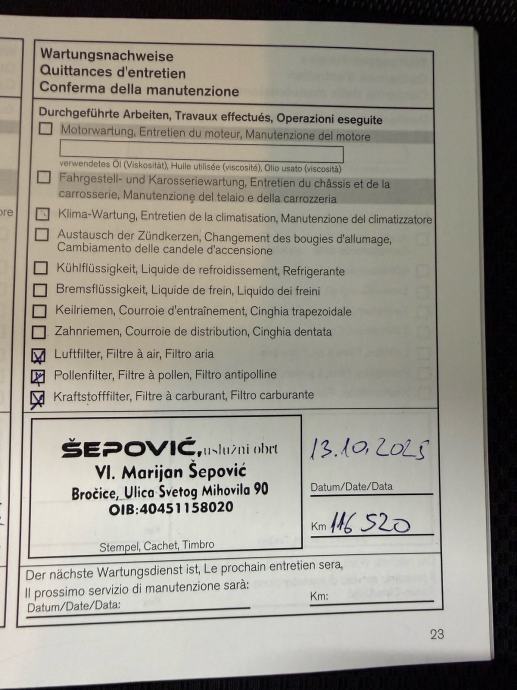 Wartungsnachweise
Quittances d'entretien
Conferma della manutenzione
Durchgeführte Arbeiten, Travaux effectués, Operazioni eseguite
Motorwartung, Entretien du moteur, Manutenzione del motore
verwendetes Öl (Viskosität), Huile utilisée (viscosité), Olio usato (viscosità)
Fahrgestell- und Karosseriewartung, Entretien du châssis et de la
carrosserie, Manutenzione del telaio e della carrozzeria
Klima-Wartung, Entretien de la climatisation, Manutenzione del climatizzatore
Austausch der Zündkerzen, Changement des bougies d'allumage,
Cambiamento delle candele d'accensione
Kühlflüssigkeit, Liquide de refroidissement, Refrigerante
Bremsflüssigkeit, Liquide de frein, Liquido dei freini
Keilriemen, Courroie d'entraînement, Cinghia trapezoidale
Zahnriemen, Courroie de distribution, Cinghia dentata
Luftfilter, Filtre à air, Filtro aria
Pollenfilter, Filtre à pollen, Filtro antipolline
Kraftstofffilter, Filtre à carburant, Filtro carburante
ŠEPOVIĆ, uslužni obrt
Vl. Marijan Šepović
Bročice, Ulica Svetog Mihovila 90
OIB:40451158020
Stempel, Cachet, Timbro
13.10.2025
Datum/Date/Data
Km 116 520
Der nächste Wartungsdienst ist, Le prochain entretien sera,
Il prossimo servizio di manutenzione sarà:
Datum/Date/Data: Km:
23